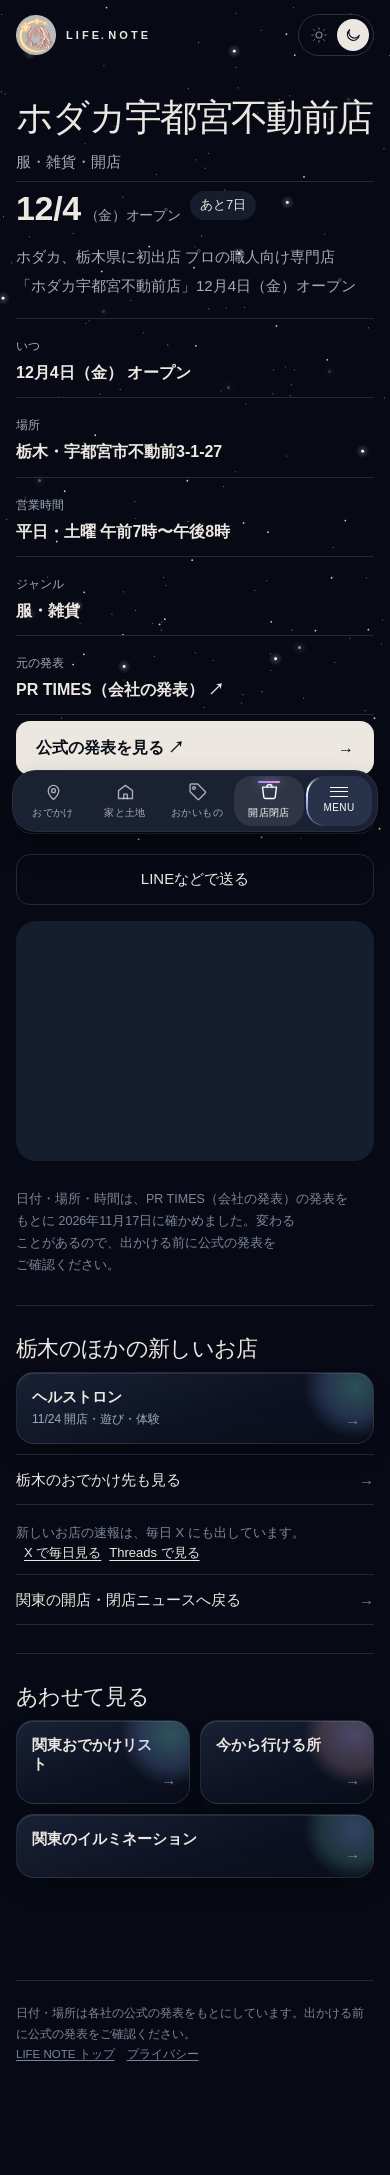 LIFE.NOTE
ホダカ宇都宮不動前店
服・雑貨・開店
12/4（金）オープン あと7日
ホダカ、栃木県に初出店 プロの職人向け専門店
「ホダカ宇都宮不動前店」12月4日（金）オープン
いつ
12月4日（金） オープン
場所
栃木・宇都宮市不動前3-1-27
営業時間
平日・土曜 午前7時〜午後8時
ジャンル
服・雑貨
元の発表
PR TIMES（会社の発表）↗
公式の発表を見る ↗ →
おでかけ 家と土地 おかいもの 開店閉店 MENU
LINEなどで送る
日付・場所・時間は、PR TIMES（会社の発表）の発表を
もとに 2026年11月17日に確かめました。変わる
ことがあるので、出かける前に公式の発表を
ご確認ください。
栃木のほかの新しいお店
ヘルストロン
11/24 開店・遊び・体験 →
栃木のおでかけ先も見る →
新しいお店の速報は、毎日 X にも出しています。
X で毎日見る Threads で見る
関東の開店・閉店ニュースへ戻る →
あわせて見る
関東おでかけリス
ト →
今から行ける所 →
関東のイルミネーション →
日付・場所は各社の公式の発表をもとにしています。出かける前
に公式の発表をご確認ください。
LIFE NOTE トップ プライバシー